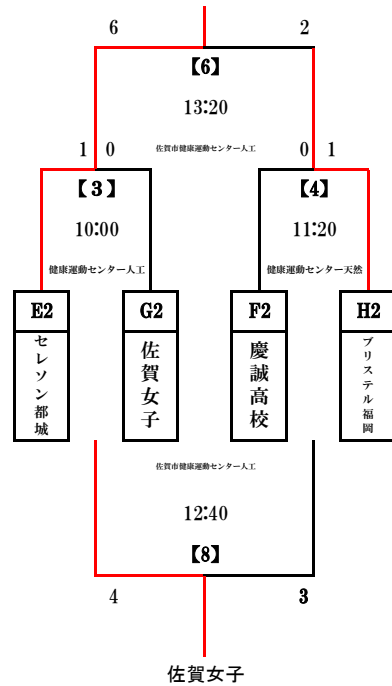 6 2
【6】
13:20
1 0 佐賀市健康運動センター人工 0 1
【3】 【4】
10:00 11:20
健康運動センター人工 健康運動センター天然
E2 G2 F2 H2
セレソン都城 佐賀女子 慶誠高校 ブリステル福岡
佐賀市健康運動センター人工
12:40
【8】
4 3
佐賀女子